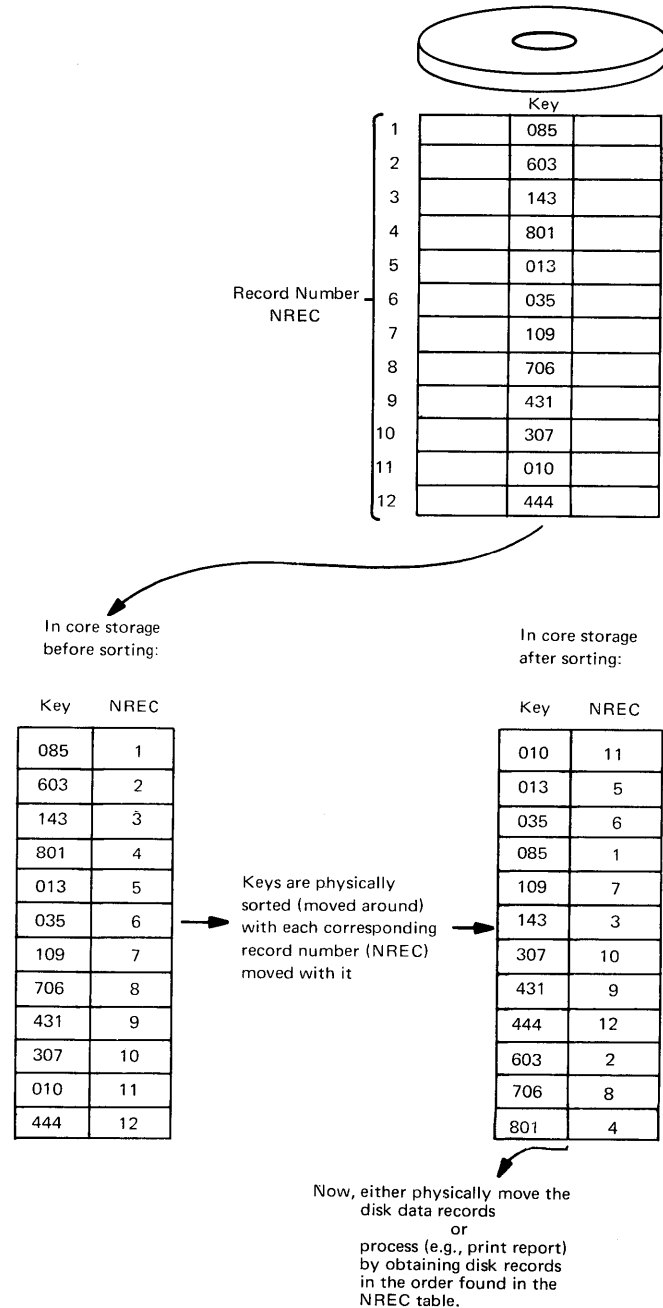 Key
1 085
2 603
3 143
4 801
5 013
Record Number
NREC
6 035
7 109
8 706
9 431
10 307
11 010
12 444
In core storage
before sorting:
Key NREC
085 1
603 2
143 3
801 4
013 5
035 6
109 7
706 8
431 9
307 10
010 11
444 12
Keys are physically
sorted (moved around)
with each corresponding
record number (NREC)
moved with it
In core storage
after sorting:
Key NREC
010 11
013 5
035 6
085 1
109 7
143 3
307 10
431 9
444 12
603 2
706 8
801 4
Now, either physically move the
disk data records
or
process (e.g., print report)
by obtaining disk records
in the order found in the
NREC table.